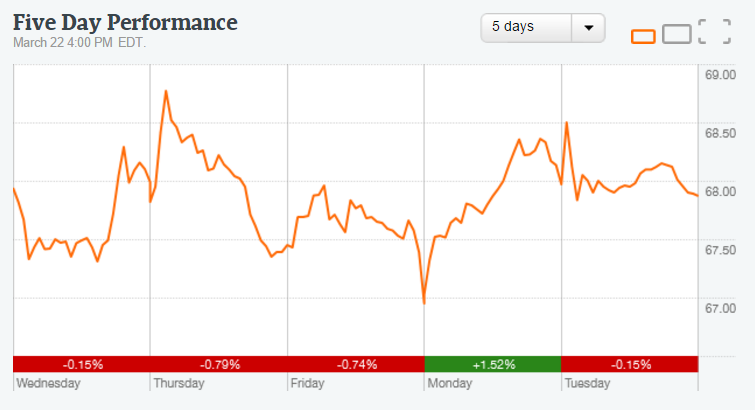 Five Day Performance
March 22 4:00 PM EDT.
5 days
69.00
68.50
68.00
67.50
67.00
-0.15% -0.79% -0.74% +1.52% -0.15%
Wednesday Thursday Friday Monday Tuesday